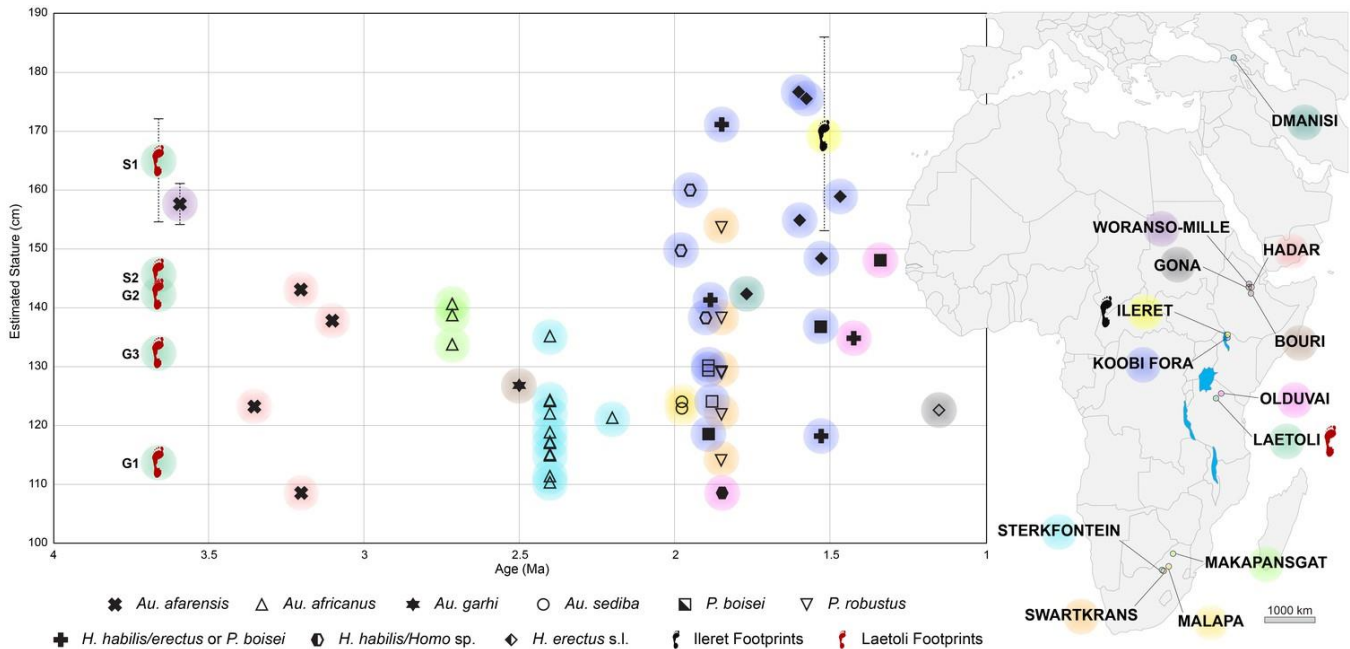 190
180
170
160
150
140
130
120
110
100
Estimated Stature (cm)
S1
S2
G2
G3
G1
4
3.5
3
2.5
2
1.5
1
Age (Ma)
Au. afarensis
Au. africanus
Au. garhi
Au. sediba
P. boisei
P. robustus
H. habilis/erectus or P. boisei
H. habilis/Homo sp.
H. erectus s.l.
Ileret Footprints
Laetoli Footprints
DMANISI
WORANSO-MILLE
HADAR
GONA
ILERET
BOURI
KOOBI FORA
OLDUVAI
LAETOLI
STERKFONTEIN
MAKAPANSGAT
SWARTKRANS
MALAPA
1000 km